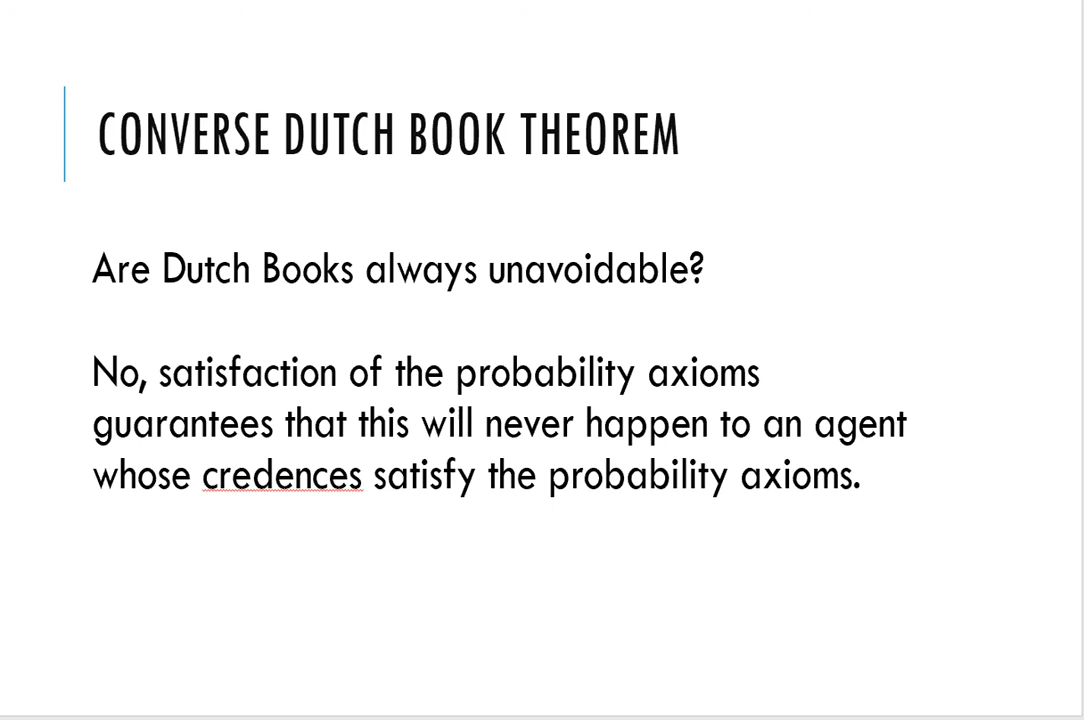 CONVERSE DUTCH BOOK THEOREM
Are Dutch Books always unavoidable?
No, satisfaction of the probability axioms
guarantees that this will never happen to an agent
whose credences satisfy the probability axioms.